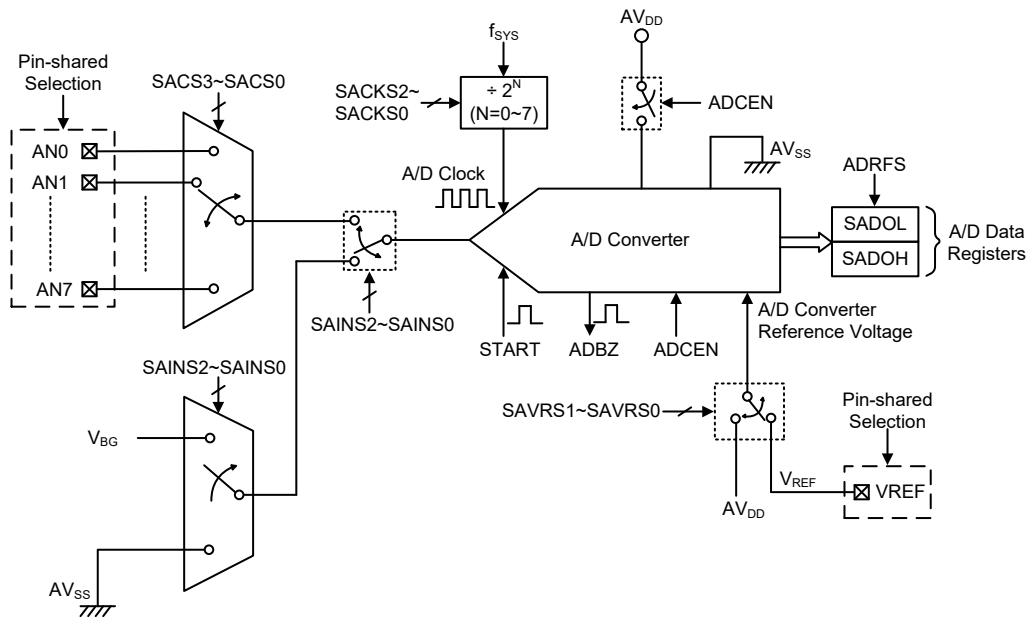 Pin-shared
Selection
AN0
AN1
AN7
SACS3~SACS0
SACKS2~
SACKS0
fSYS
÷ 2N
(N=0~7)
A/D Clock
AVDD
ADCEN
AVSS
A/D Converter
ADRFS
SADOL
SADOH
A/D Data
Registers
SAINS2~SAINS0
START
ADBZ
ADCEN
A/D Converter
Reference Voltage
SAINS2~SAINS0
VBG
AVSS
SAVRS1~SAVRS0
AVDD
VREF
Pin-shared
Selection
VREF